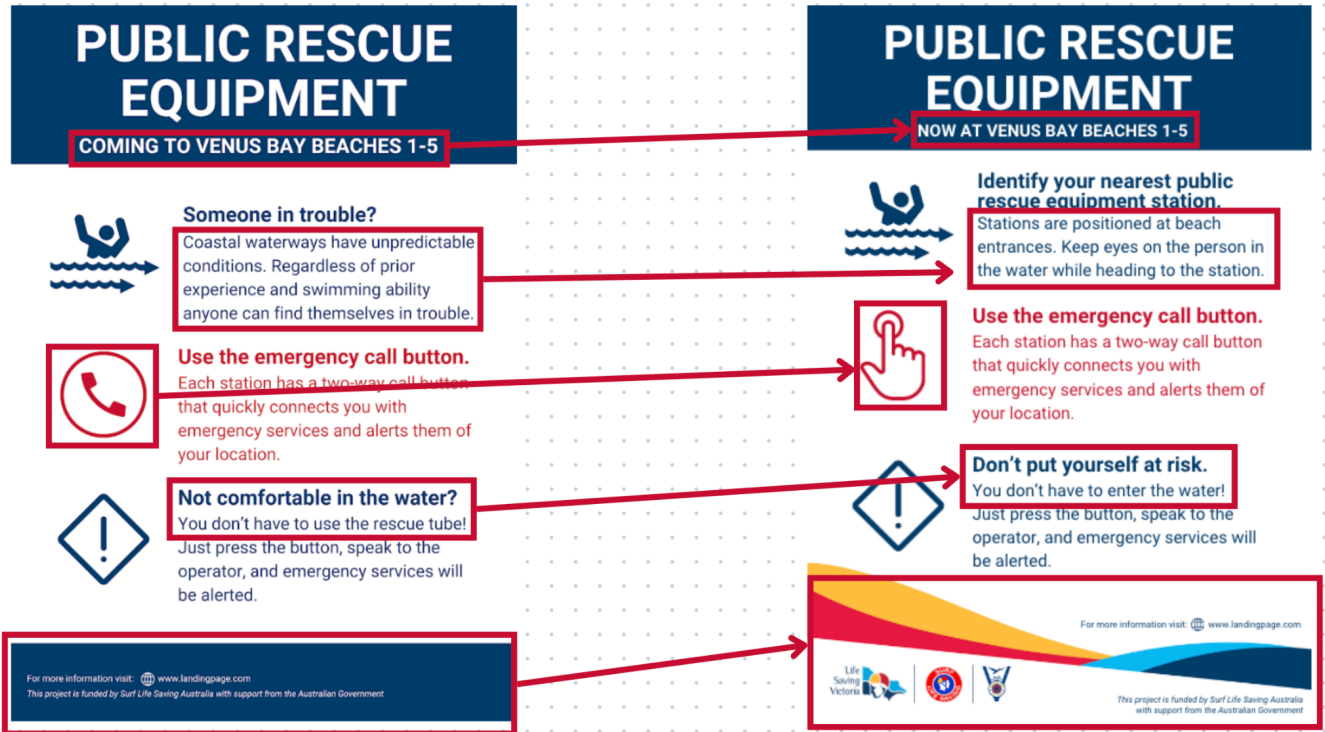 PUBLIC RESCUE
EQUIPMENT
COMING TO VENUS BAY BEACHES 1-5
Someone in trouble?
Coastal waterways have unpredictable
conditions. Regardless of prior
experience and swimming ability
anyone can find themselves in trouble.
Use the emergency call button.
Each station has a two-way call button
that quickly connects you with
emergency services and alerts them of
your location.
Not comfortable in the water?
You don't have to use the rescue tube!
Just press the button, speak to the
operator, and emergency services will
be alerted.
For more information visit: www.landingpage.com
This project is funded by Surf Life Saving Australia with support from the Australian Government
PUBLIC RESCUE
EQUIPMENT
NOW AT VENUS BAY BEACHES 1-5
Identify your nearest public
rescue equipment station.
Stations are positioned at beach
entrances. Keep eyes on the person in
the water while heading to the station.
Use the emergency call button.
Each station has a two-way call button
that quickly connects you with
emergency services and alerts them of
your location.
Don't put yourself at risk.
You don't have to enter the water!
Just press the button, speak to the
operator, and emergency services will
be alerted.
For more information visit: www.landingpage.com
Life
Saving
Victoria
This project is funded by Surf Life Saving Australia
with support from the Australian Government